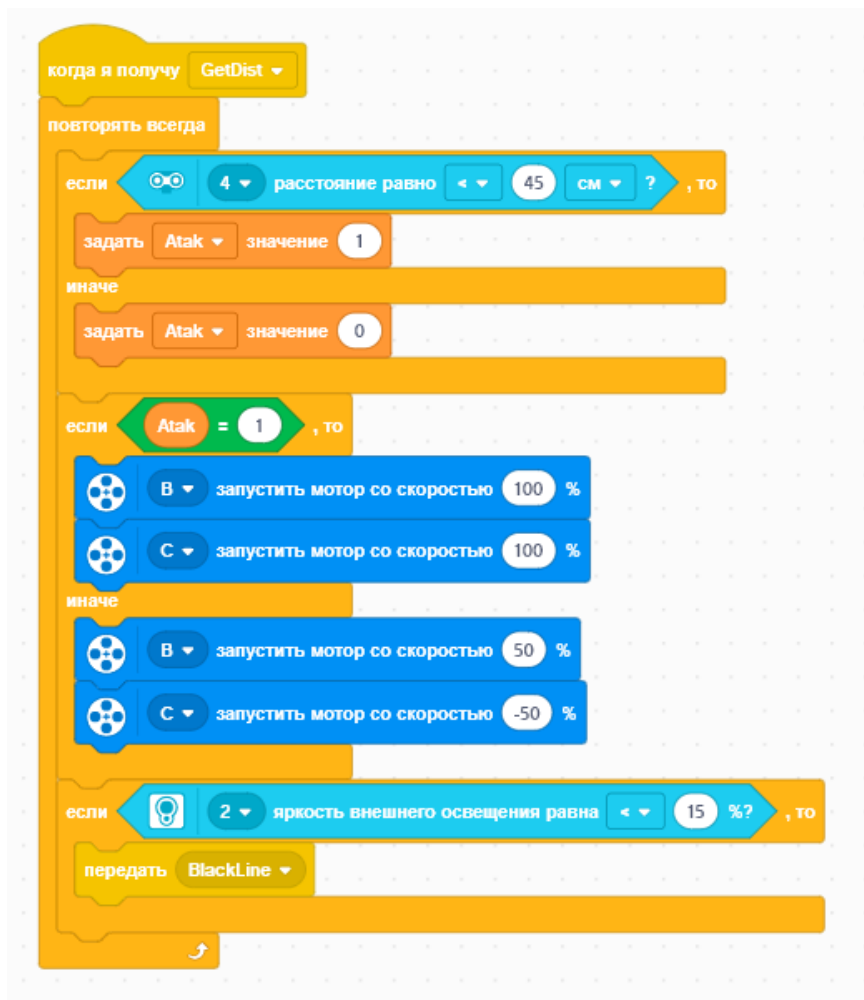 когда я получу GetDist
повторять всегда
если 4 расстояние равно < 45 см ? , то
задать Atak значение 1
иначе
задать Atak значение 0
если Atak = 1 , то
B запустить мотор со скоростью 100 %
C запустить мотор со скоростью 100 %
иначе
B запустить мотор со скоростью 50 %
C запустить мотор со скоростью -50 %
если 2 яркость внешнего освещения равна < 15 %? , то
передать BlackLine